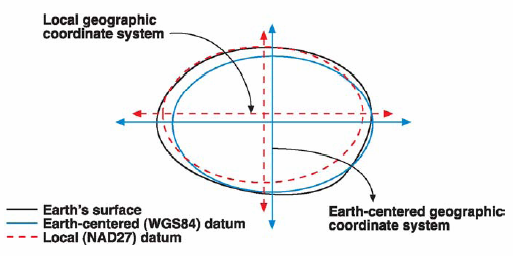 Local geographic
coordinate system
Earth's surface
Earth-centered (WGS84) datum
Local (NAD27) datum
Earth-centered geographic
coordinate system